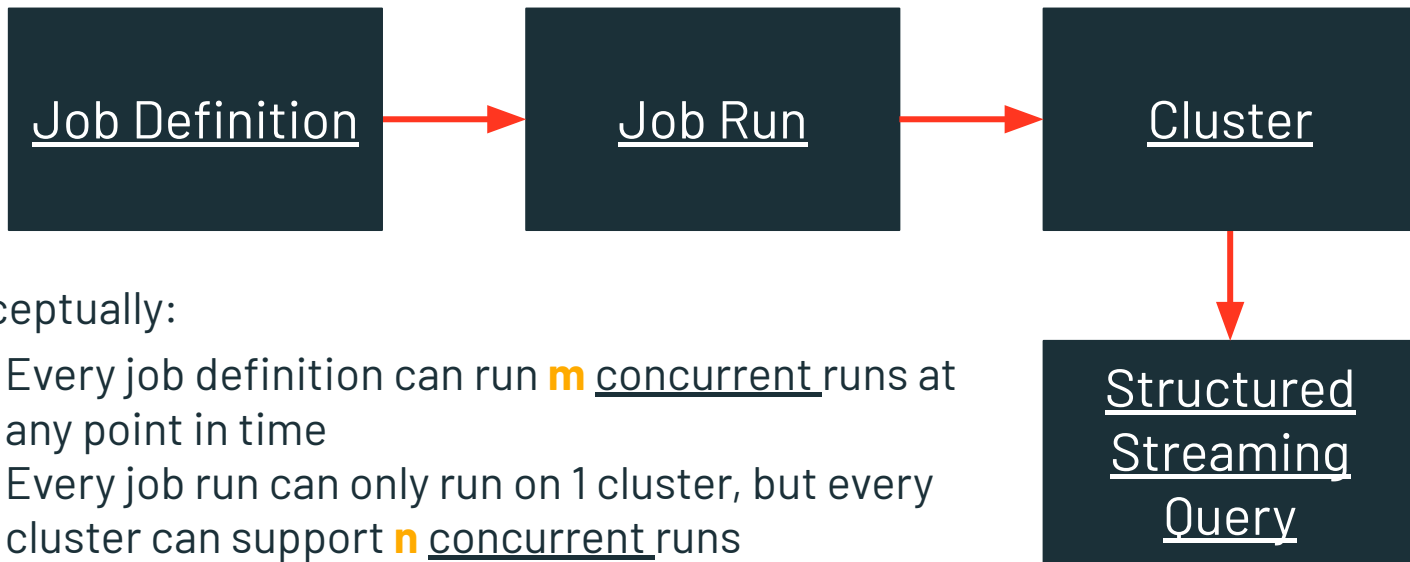 Job Definition
Job Run
Cluster
ceptually:
Every job definition can run m concurrent runs at
any point in time
Every job run can only run on 1 cluster, but every
cluster can support n concurrent runs
Structured
Streaming
Query